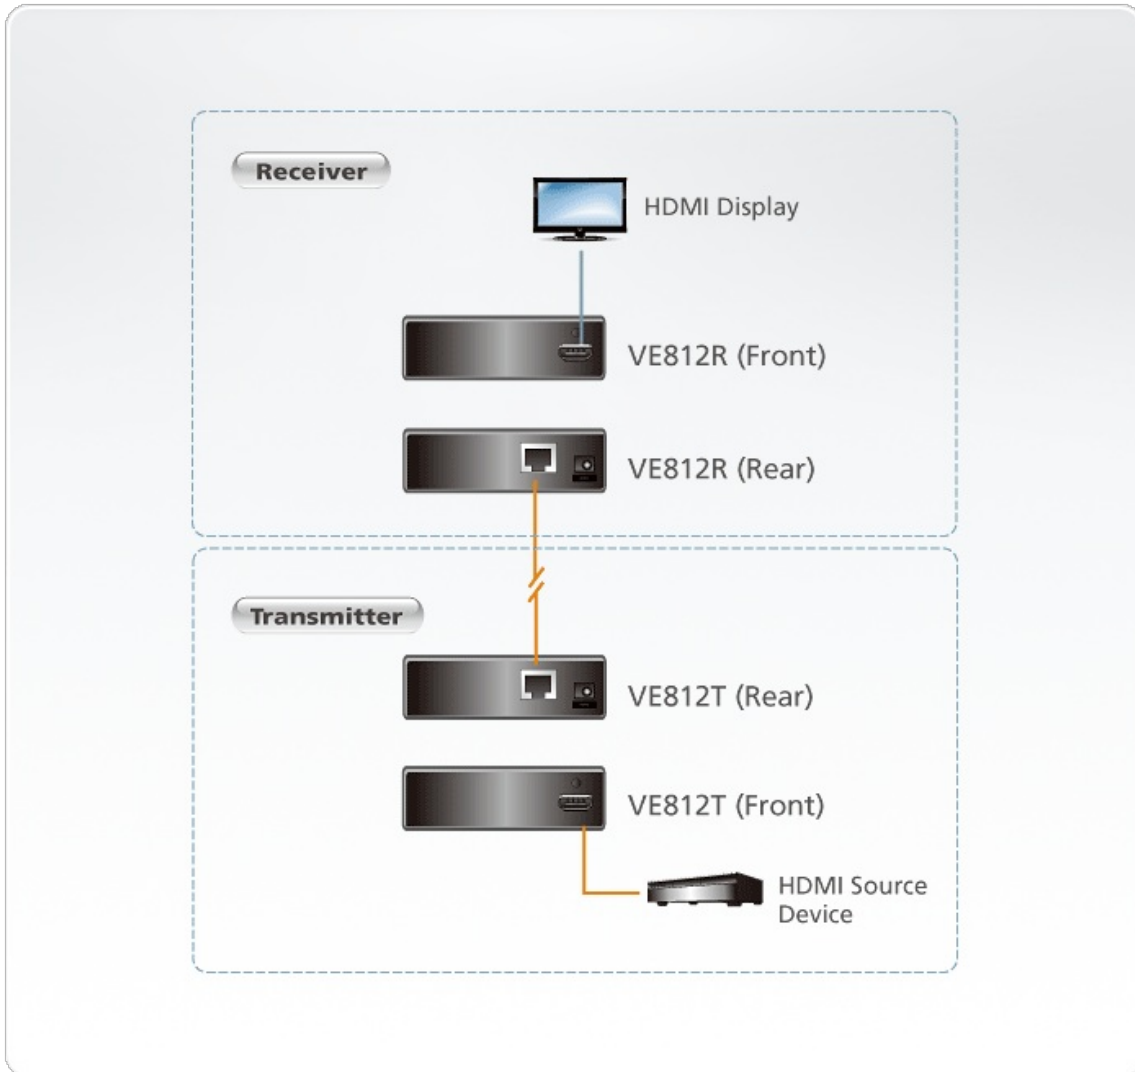 Receiver
HDMI Display
VE812R (Front)
VE812R (Rear)
Transmitter
VE812T (Rear)
VE812T (Front)
HDMI Source
Device